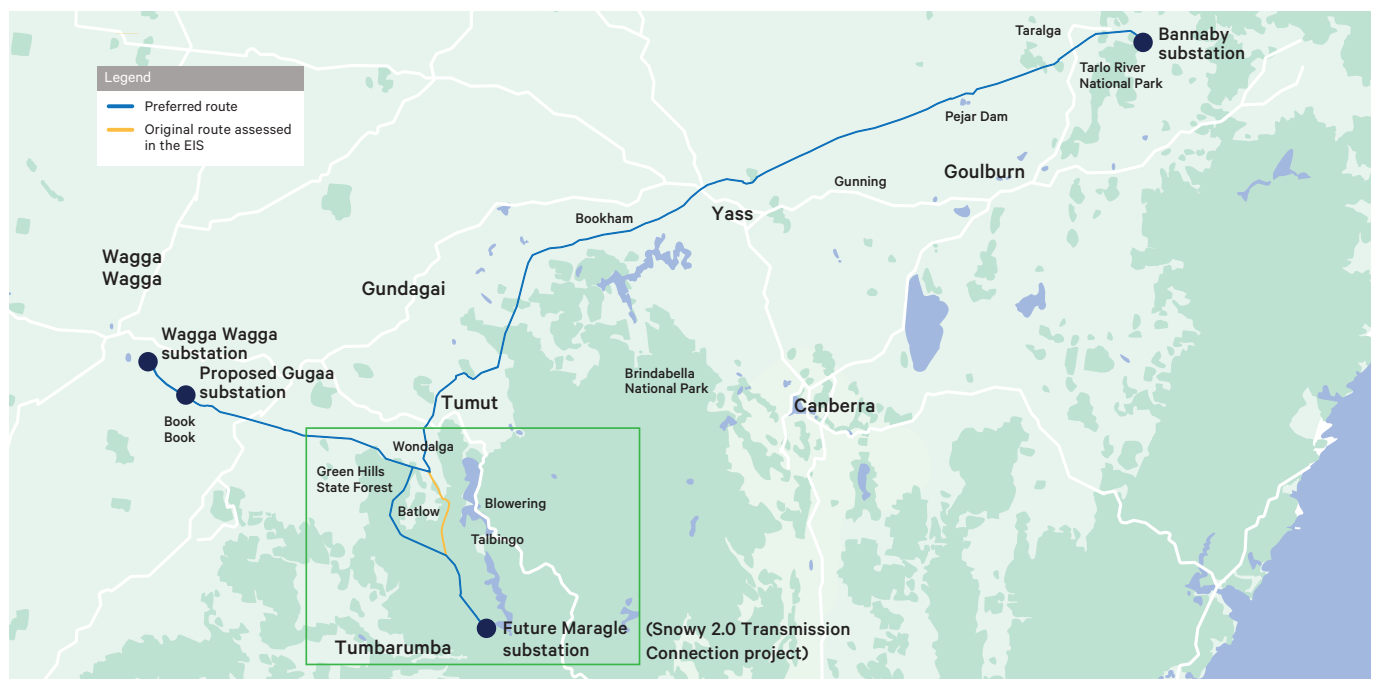 Taralga
Bannaby
substation
Tarlo River
National Park
Legend
Preferred route
Original route assessed
in the EIS
Pejar Dam
Goulburn
Gunning
Yass
Bookham
Wagga
Wagga
Gundagai
Wagga Wagga
substation
Proposed Gugaa
substation
Brindabella
National Park
Canberra
Tumut
Book
Book
Wondalga
Green Hills
State Forest
Batlow
Blowering
Talbingo
Tumbarumba
Future Maragle
substation
(Snowy 2.0 Transmission
Connection project)